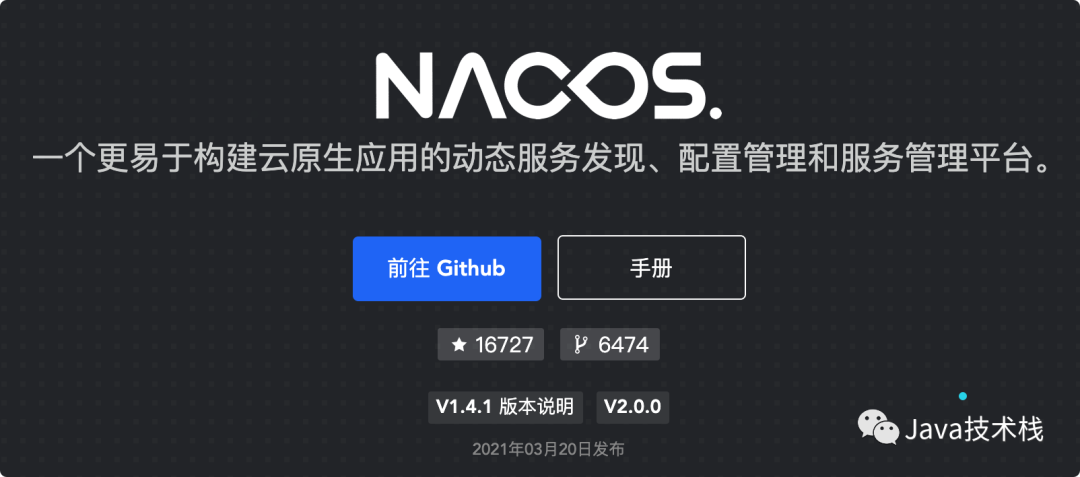 NACOS.
一个更易于构建云原生应用的动态服务发现、配置管理和服务管理平台。
前往 Github
手册
16727
6474
V1.4.1 版本说明
V2.0.0
2021年03月20日发布
Java技术栈